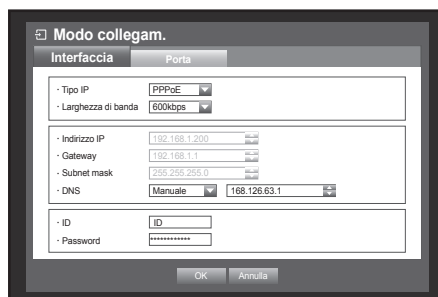 Modo collegam.
Interfaccia Porta
· Tipo IP PPPoE
· Larghezza di banda 600kbps
· Indirizzo IP 192.168.1.200
· Gateway 192.168.1.1
· Subnet mask 255.255.255.0
· DNS Manuale 168.126.63.1
· ID ID
· Password ************
OK Annulla